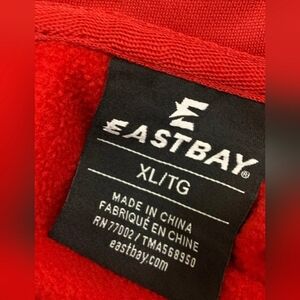 E
EASTBAY®
XL/TG
MADE IN CHINA
FABRIQUÉ EN CHINE
RN 77002 / TMA568950
eastbay.com